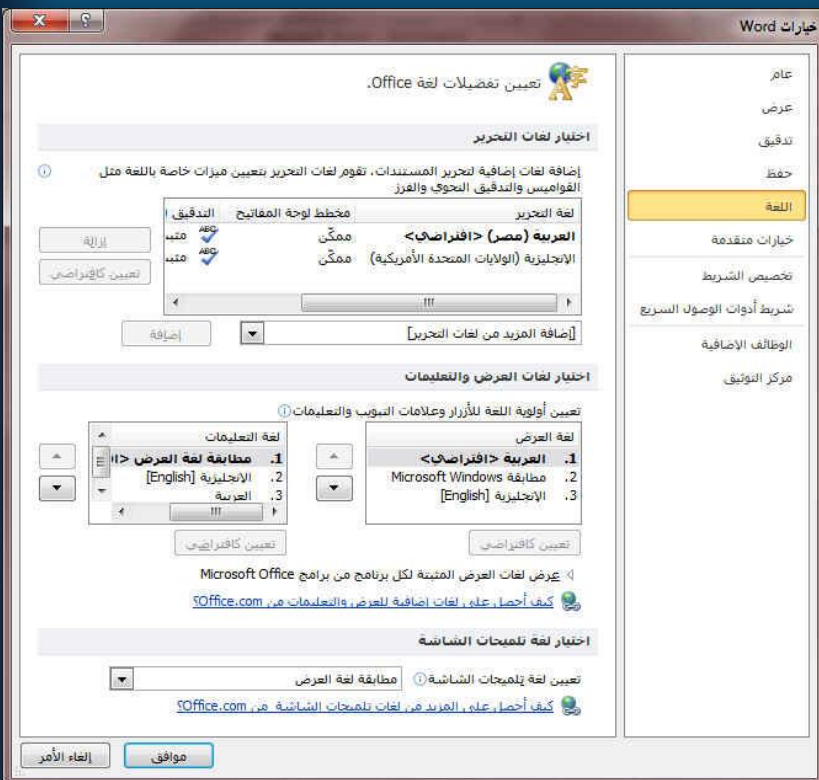 خيارات Word
عام
عرض
تدقيق
حفظ
اللغة
خيارات متقدمة
تخصيص الشريط
شريط أدوات الوصول السريع
الوظائف الإضافية
مركز التوثيق
تعيين تفضيلات لغة Office.
اختيار لغات التحرير
إضافة لغات إضافية لتحرير المستندات. تقوم لغات التحرير بتعيين ميزات خاصة باللغة مثل
القواميس والتدقيق النحوي والفرز
لغة التحرير مخطط لوحة المفاتيح التدقيق
العربية (مصر) <افتراضي> ممكّن
الإنجليزية (الولايات المتحدة الأمريكية) ممكّن
إزالة
تعيين كافتراضي
[إضافة المزيد من لغات التحرير]
إضافة
اختيار لغات العرض والتعليمات
تعيين أولوية اللغة للأزرار وعلامات التبويب والتعليمات
لغة العرض
1. العربية <افتراضي>
2. مطابقة Microsoft Windows
3. الإنجليزية [English]
تعيين كافتراضي
لغة التعليمات
1. مطابقة لغة العرض
2. الإنجليزية [English]
3. العربية
تعيين كافتراضي
عرض لغات العرض المثبتة لكل برنامج من برامج Microsoft Office
كيف أحصل على لغات إضافية للعرض والتعليمات من Office.com؟
اختيار لغة تلميحات الشاشة
تعيين لغة تلميحات الشاشة مطابقة لغة العرض
كيف أحصل على المزيد من لغات تلميحات الشاشة من Office.com؟
موافق
إلغاء الأمر